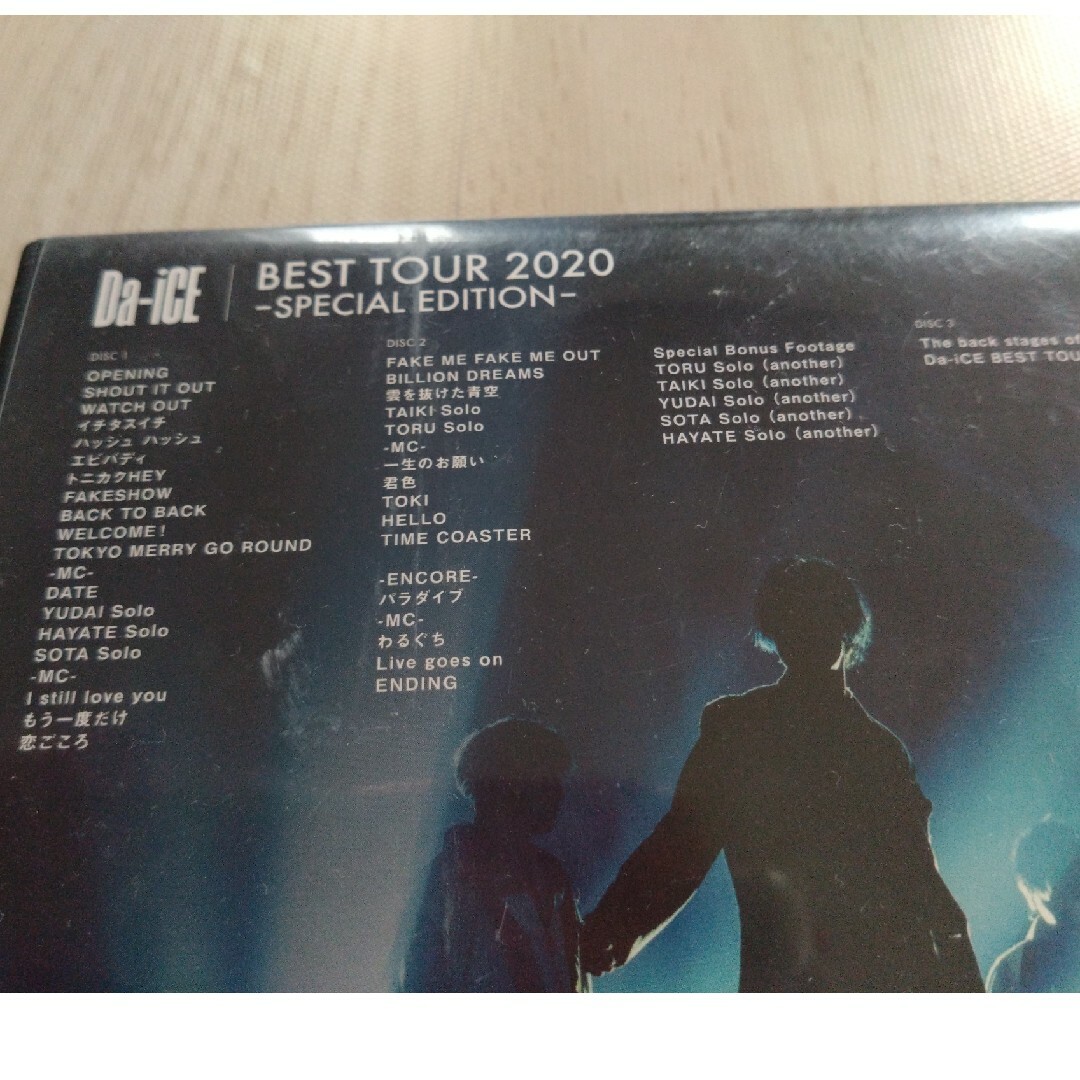 Da-iCE
BEST TOUR 2020
-SPECIAL EDITION-
DISC 1
OPENING
SHOUT IT OUT
WATCH OUT
イチタスイチ
ハッシュ ハッシュ
エビバディ
トニカクHEY
FAKESHOW
BACK TO BACK
WELCOME!
TOKYO MERRY GO ROUND
-MC-
DATE
YUDAI Solo
HAYATE Solo
SOTA Solo
-MC-
I still love you
もう一度だけ
恋ごころ
DISC 2
FAKE ME FAKE ME OUT
BILLION DREAMS
雲を抜けた青空
TAIKI Solo
TORU Solo
-MC-
一生のお願い
君色
TOKI
HELLO
TIME COASTER
-ENCORE-
パラダイブ
-MC-
わるぐち
Live goes on
ENDING
Special Bonus Footage
TORU Solo (another)
TAIKI Solo (another)
YUDAI Solo (another)
SOTA Solo (another)
HAYATE Solo (another)
DISC 3
The back stages of
Da-iCE BEST TOU